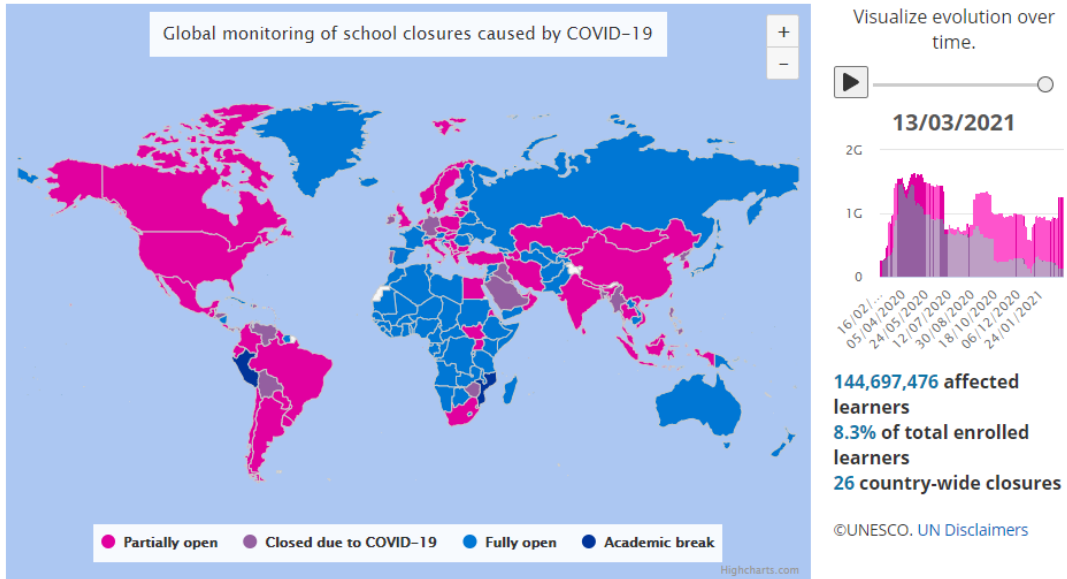 Global monitoring of school closures caused by COVID-19
+
−
Partially open
Closed due to COVID-19
Fully open
Academic break
Highcharts.com
Visualize evolution over
time.
13/03/2021
2G
1G
0
16/02/...
05/04/2020
24/05/2020
12/07/2020
30/08/2020
18/10/2020
06/12/2020
24/01/2021
144,697,476 affected
learners
8.3% of total enrolled
learners
26 country-wide closures
©UNESCO. UN Disclaimers